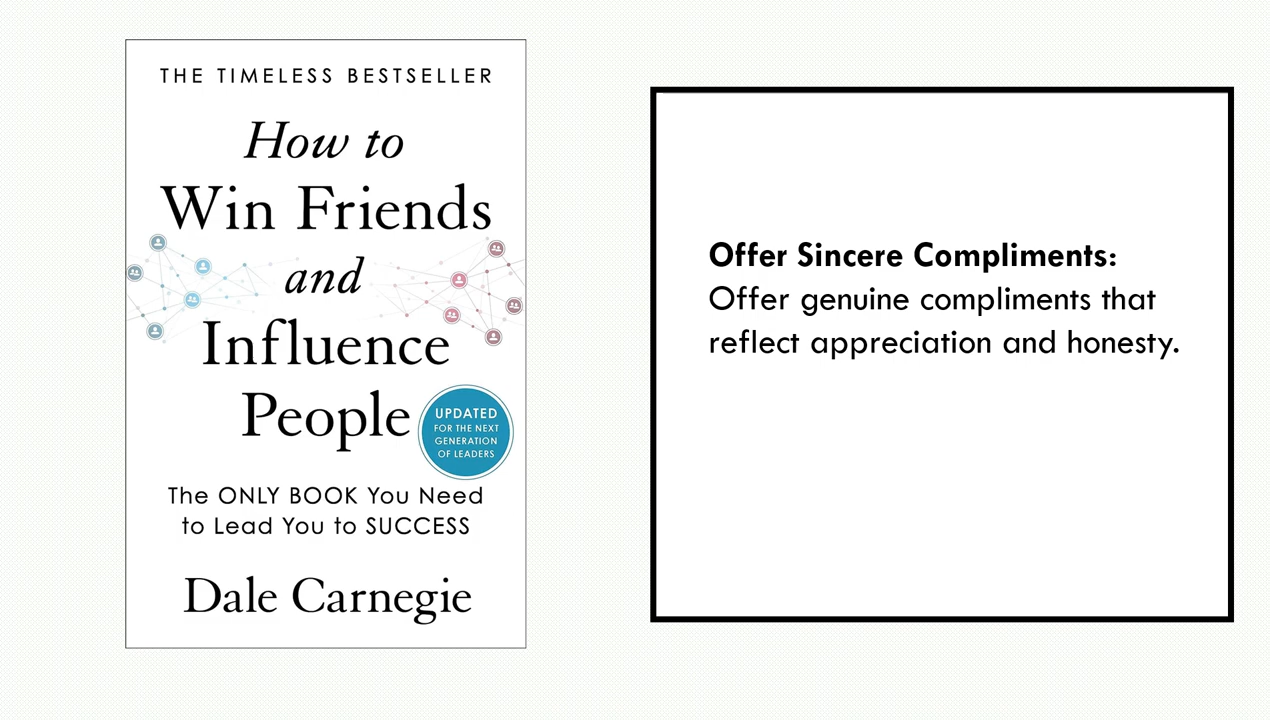 THE TIMELESS BESTSELLER
How to
Win Friends
and
Influence
People
UPDATED
FOR THE NEXT
GENERATION
OF LEADERS
The ONLY BOOK You Need
to Lead You to SUCCESS
Dale Carnegie
Offer Sincere Compliments:
Offer genuine compliments that
reflect appreciation and honesty.